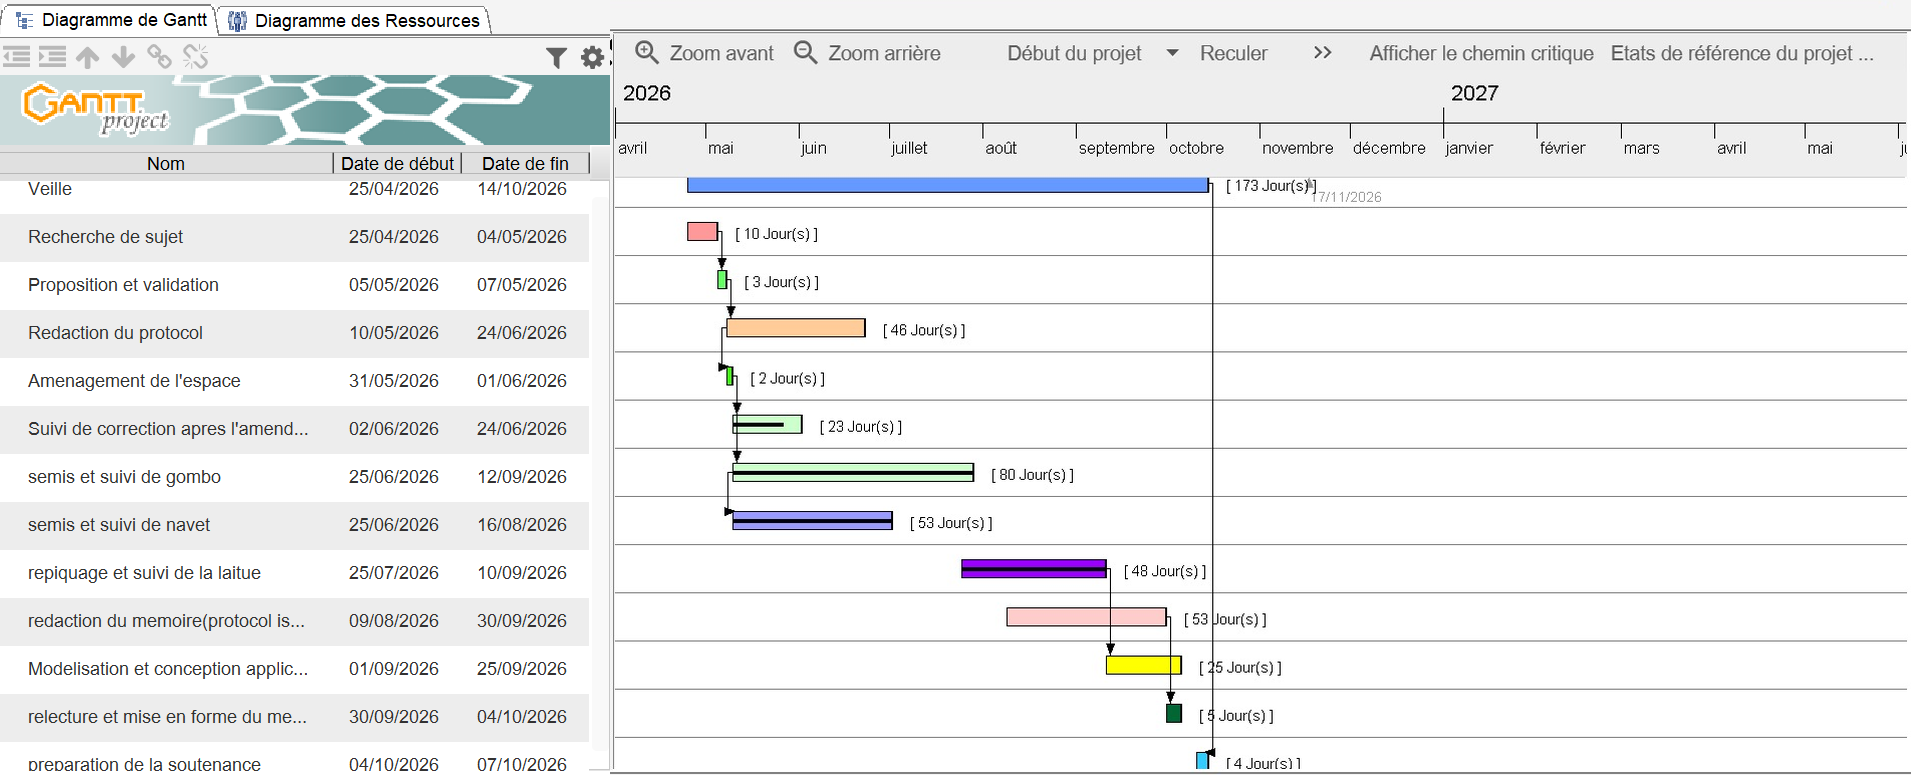 Diagramme de Gantt Diagramme des Ressources
Zoom avant Zoom arrière Début du projet Reculer >> Afficher le chemin critique Etats de référence du projet ...
GANTT project
2026 2027
avril mai juin juillet août septembre octobre novembre décembre janvier février mars avril mai
Nom Date de début Date de fin
Veille 25/04/2026 14/10/2026 [ 173 Jour(s) ]
17/11/2026
Recherche de sujet 25/04/2026 04/05/2026 [ 10 Jour(s) ]
Proposition et validation 05/05/2026 07/05/2026 [ 3 Jour(s) ]
Redaction du protocol 10/05/2026 24/06/2026 [ 46 Jour(s) ]
Amenagement de l'espace 31/05/2026 01/06/2026 [ 2 Jour(s) ]
Suivi de correction apres l'amend... 02/06/2026 24/06/2026 [ 23 Jour(s) ]
semis et suivi de gombo 25/06/2026 12/09/2026 [ 80 Jour(s) ]
semis et suivi de navet 25/06/2026 16/08/2026 [ 53 Jour(s) ]
repiquage et suivi de la laitue 25/07/2026 10/09/2026 [ 48 Jour(s) ]
redaction du memoire(protocol is... 09/08/2026 30/09/2026 [ 53 Jour(s) ]
Modelisation et conception applic... 01/09/2026 25/09/2026 [ 25 Jour(s) ]
relecture et mise en forme du me... 30/09/2026 04/10/2026 [ 5 Jour(s) ]
preparation de la soutenance 04/10/2026 07/10/2026 [ 4 Jour(s) ]